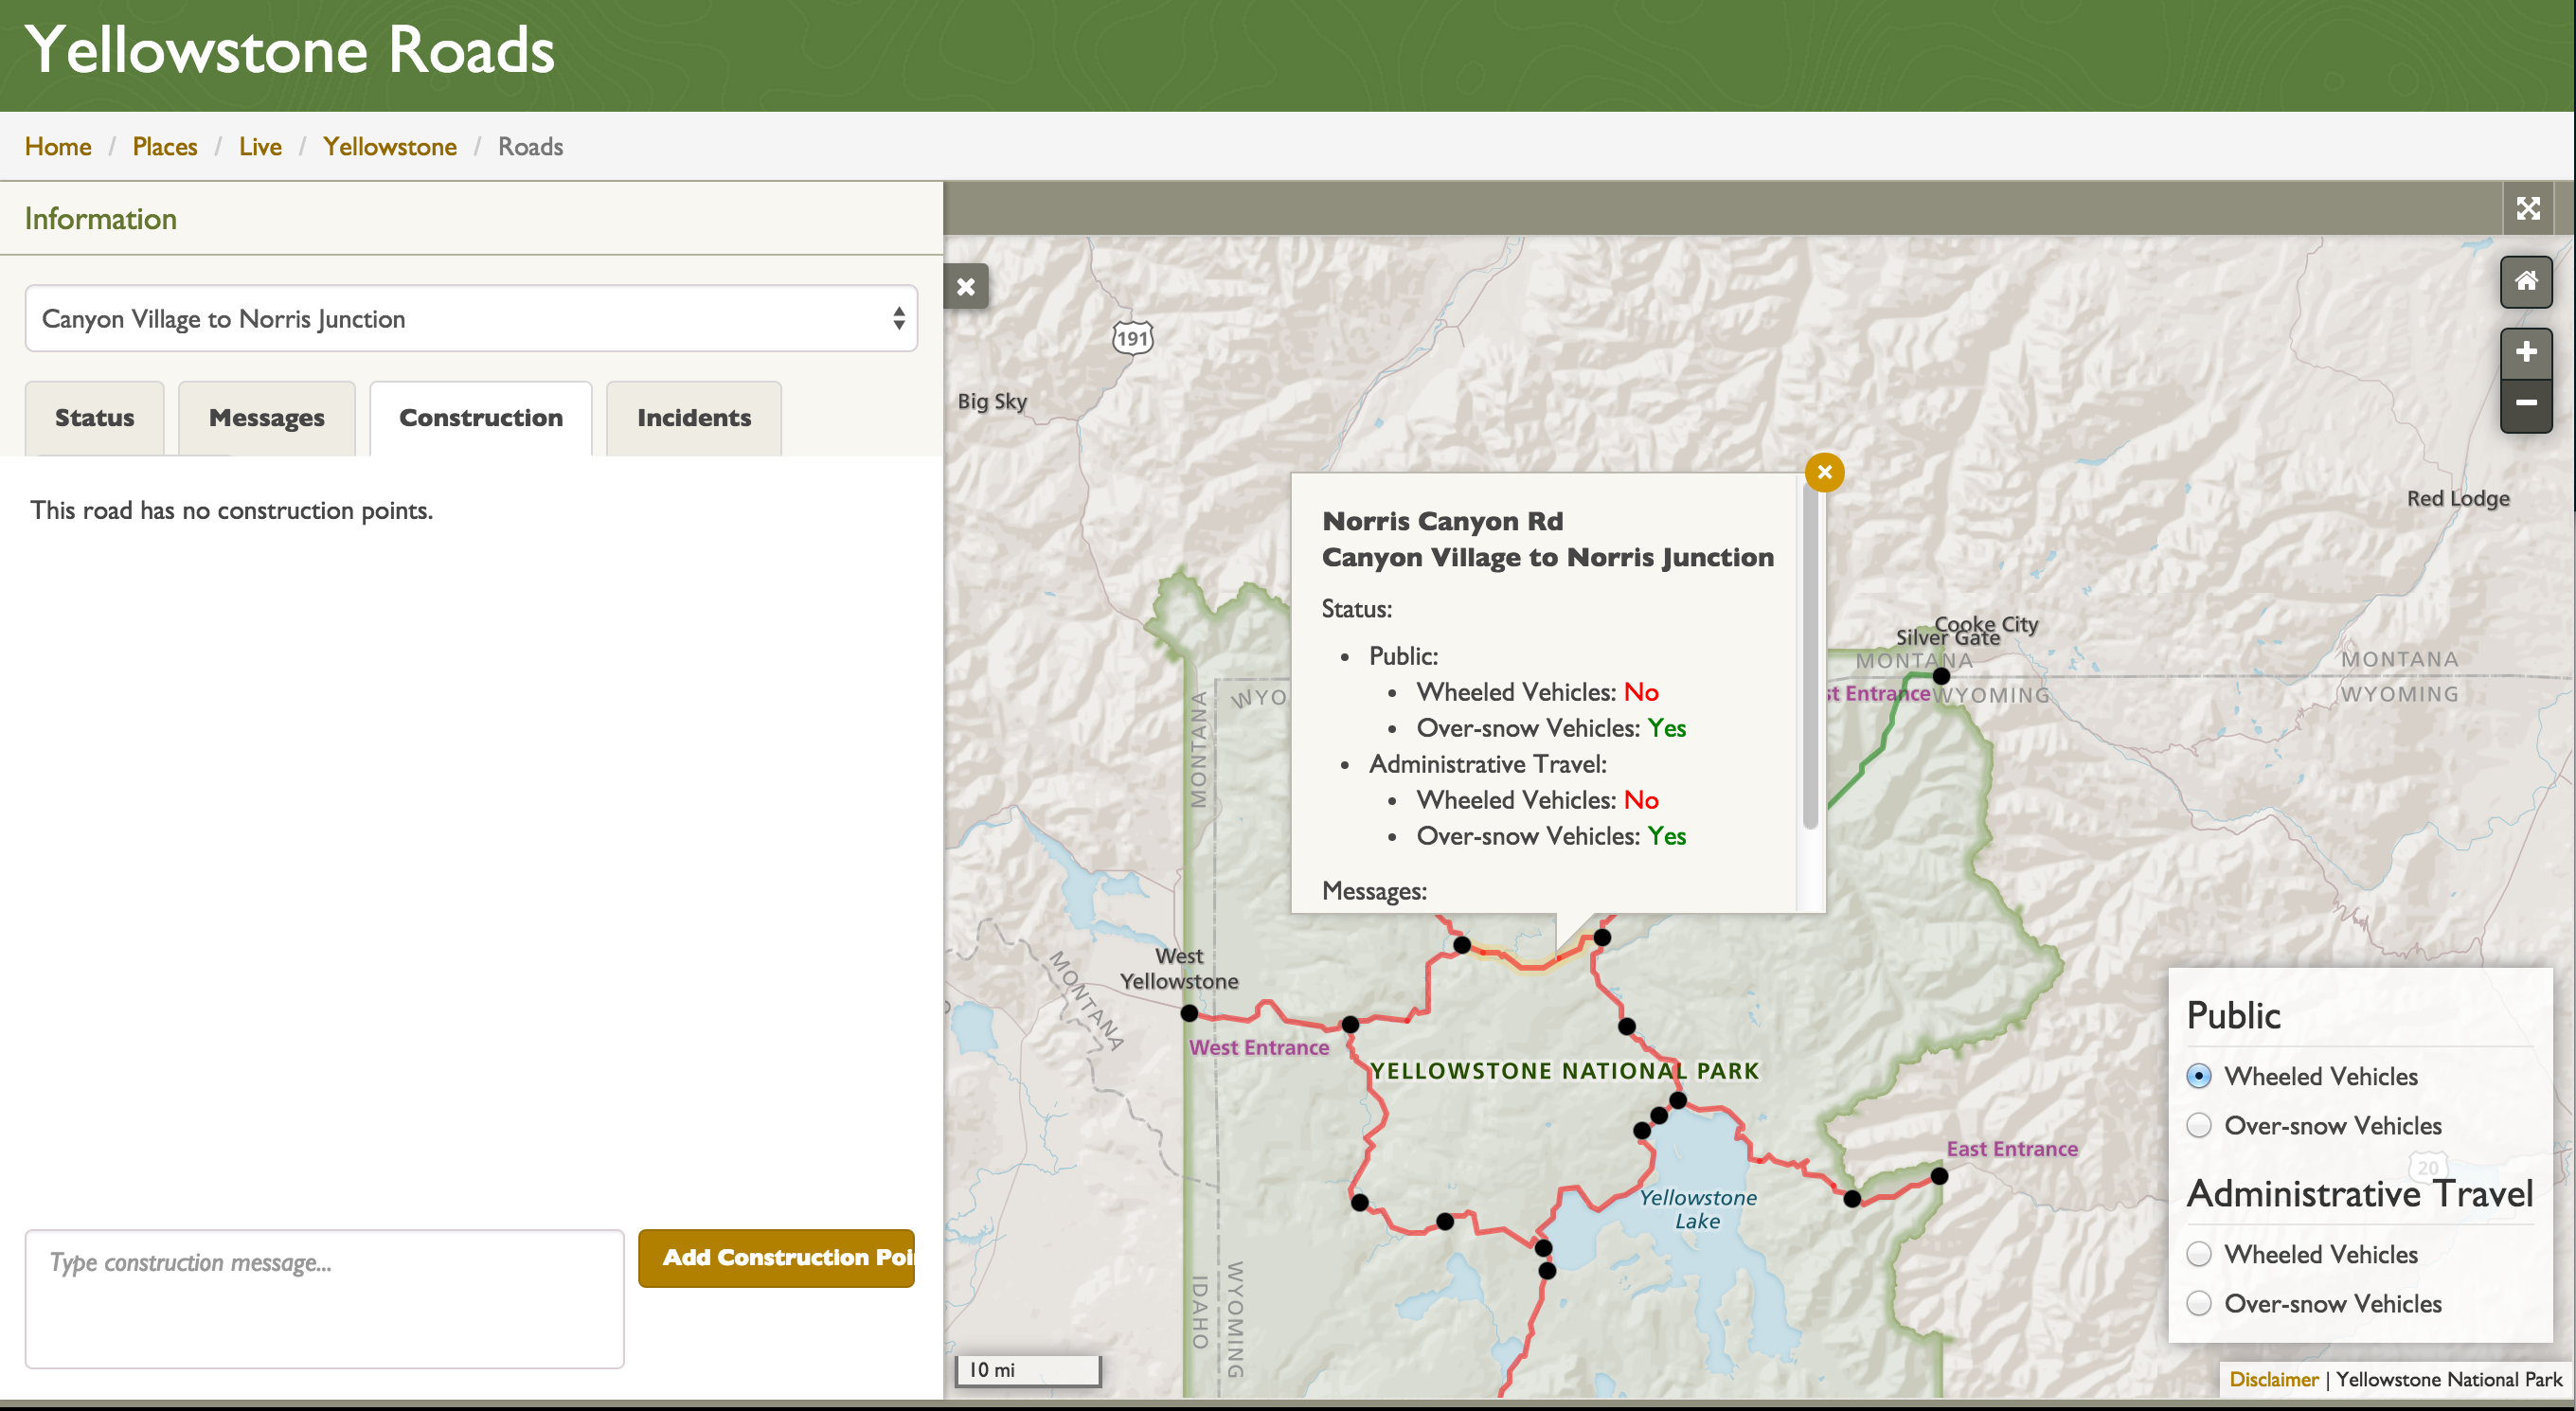 Yellowstone Roads
Home / Places / Live / Yellowstone / Roads
Information
Canyon Village to Norris Junction
Status
Messages
Construction
Incidents
This road has no construction points.
Type construction message...
Add Construction Poi
191
Big Sky
Red Lodge
Norris Canyon Rd
Canyon Village to Norris Junction
Status:
• Public:
• Wheeled Vehicles: No
• Over-snow Vehicles: Yes
• Administrative Travel:
• Wheeled Vehicles: No
• Over-snow Vehicles: Yes
Messages:
Cooke City
Silver Gate
MONTANA
WYOMING
st Entrance
MONTANA
WYOMING
MONTANA
WYO
MONTANA
West
Yellowstone
West Entrance
YELLOWSTONE NATIONAL PARK
East Entrance
Yellowstone
Lake
20
IDAHO
WYOMING
10 mi
Public
Wheeled Vehicles
Over-snow Vehicles
Administrative Travel
Wheeled Vehicles
Over-snow Vehicles
Disclaimer | Yellowstone National Park